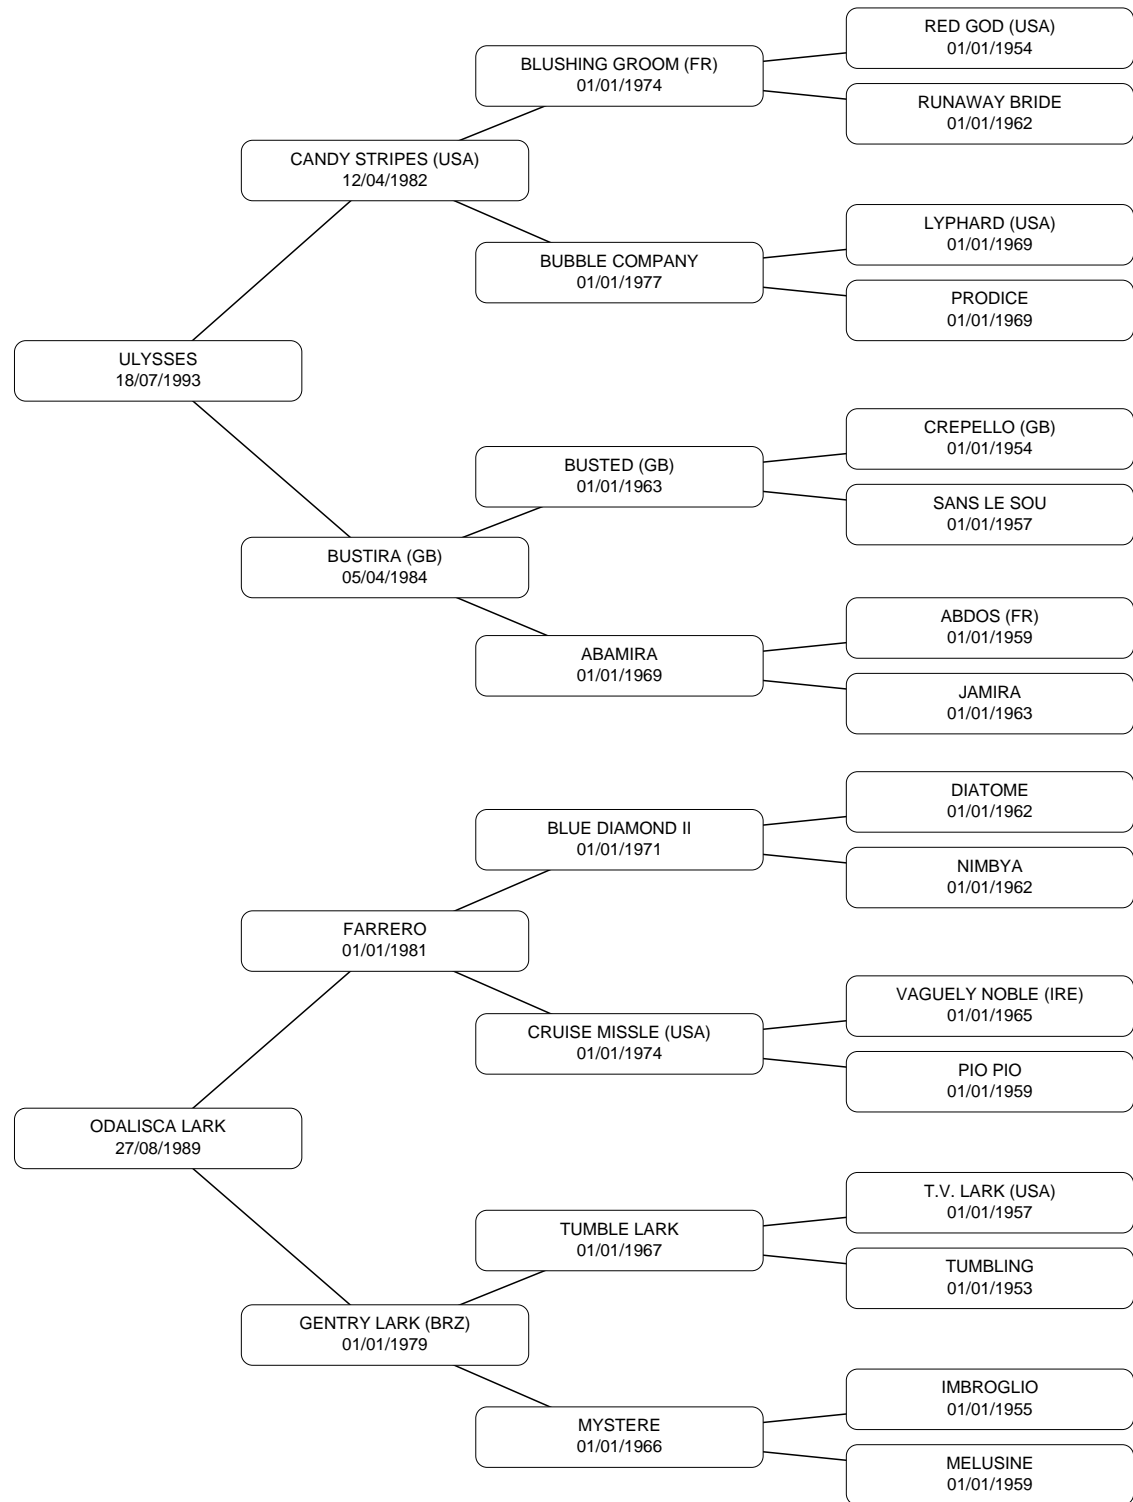 RED GOD (USA)
01/01/1954
BLUSHING GROOM (FR)
01/01/1974
RUNAWAY BRIDE
01/01/1962
CANDY STRIPES (USA)
12/04/1982
LYPHARD (USA)
01/01/1969
BUBBLE COMPANY
01/01/1977
PRODICE
01/01/1969
ULYSSES
18/07/1993
CREPELLO (GB)
01/01/1954
BUSTED (GB)
01/01/1963
SANS LE SOU
01/01/1957
BUSTIRA (GB)
05/04/1984
ABDOS (FR)
01/01/1959
ABAMIRA
01/01/1969
JAMIRA
01/01/1963
DIATOME
01/01/1962
BLUE DIAMOND II
01/01/1971
NIMBYA
01/01/1962
FARRERO
01/01/1981
VAGUELY NOBLE (IRE)
01/01/1965
CRUISE MISSLE (USA)
01/01/1974
PIO PIO
01/01/1959
ODALISCA LARK
27/08/1989
T.V. LARK (USA)
01/01/1957
TUMBLE LARK
01/01/1967
TUMBLING
01/01/1953
GENTRY LARK (BRZ)
01/01/1979
IMBROGLIO
01/01/1955
MYSTERE
01/01/1966
MELUSINE
01/01/1959